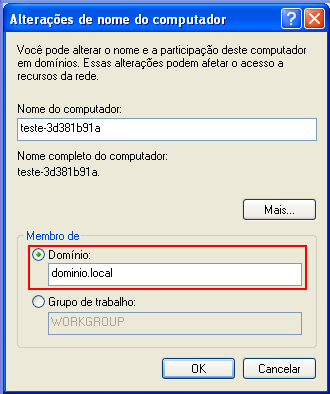 Alterações de nome do computador
Você pode alterar o nome e a participação deste computador
em domínios. Essas alterações podem afetar o acesso a
recursos da rede.
Nome do computador:
teste-3d381b91a
Nome completo do computador:
teste-3d381b91a.
Mais...
Membro de
Domínio:
dominio.local
Grupo de trabalho:
WORKGROUP
OK
Cancelar